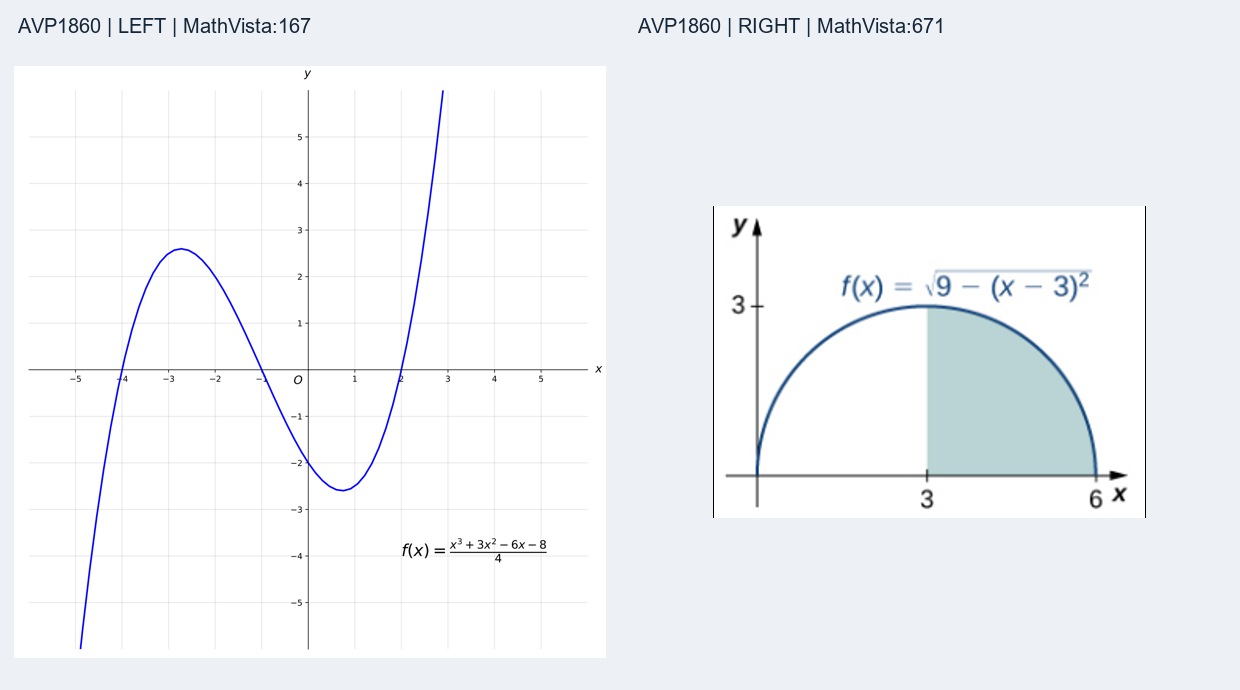 AVP1860 | LEFT | MathVista:167
AVP1860 | RIGHT | MathVista:671
y
5
4
3
2
1
−5 −4 −3 −2 −1 O 1 2 3 4 5 x
−1
−2
−3
−4
−5
f(x) = (x³ + 3x² − 6x − 8)/4
y
f(x) = √9 − (x − 3)²
3
3 6 x